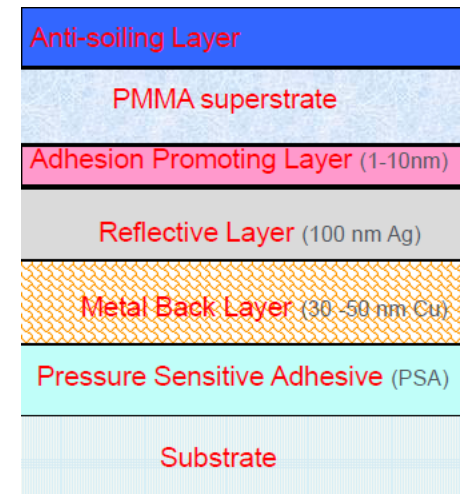 Anti-soiling Layer
PMMA superstrate
Adhesion Promoting Layer (1-10nm)
Reflective Layer (100 nm Ag)
Metal Back Layer (30 -50 nm Cu)
Pressure Sensitive Adhesive (PSA)
Substrate